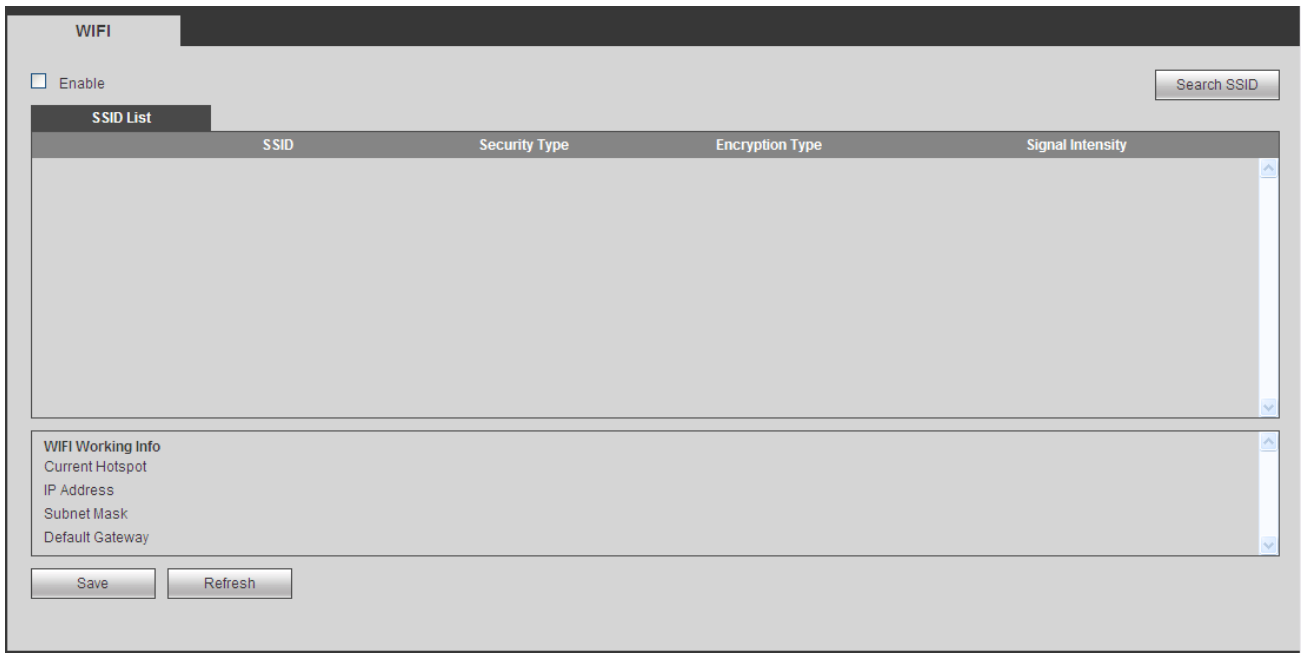 WIFI
Enable
Search SSID
SSID List
SSID Security Type Encryption Type Signal Intensity
WIFI Working Info
Current Hotspot
IP Address
Subnet Mask
Default Gateway
Save Refresh